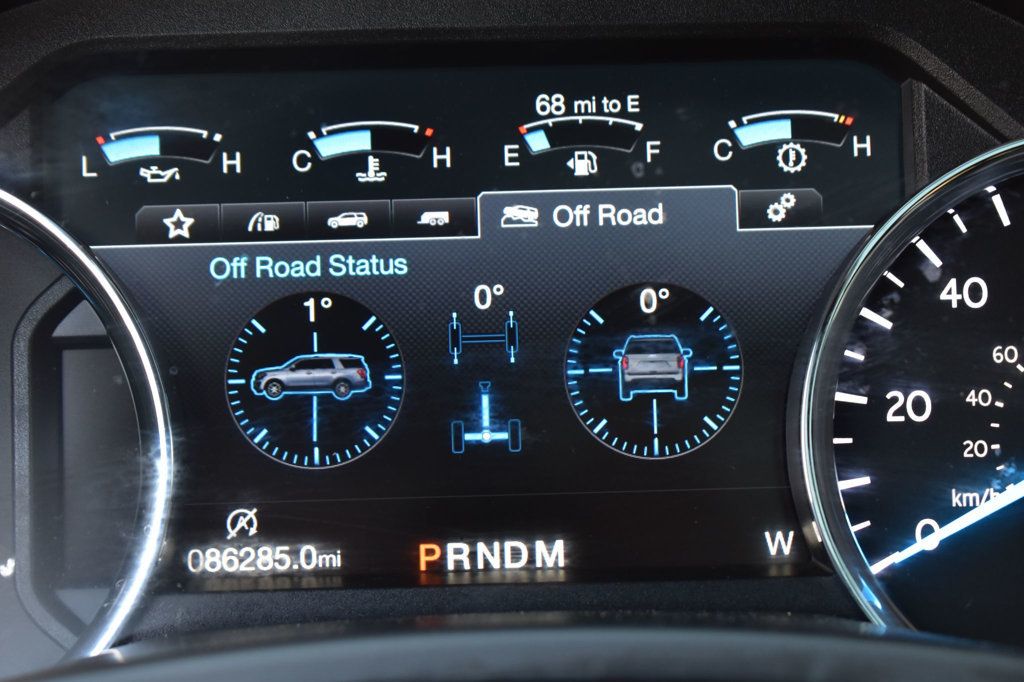 68 mi to E
L H C H E F C H
Off Road
Off Road Status
1° 0° 0°
086285.0mi PRNDM W
40
20
0
60
40
20
km/h